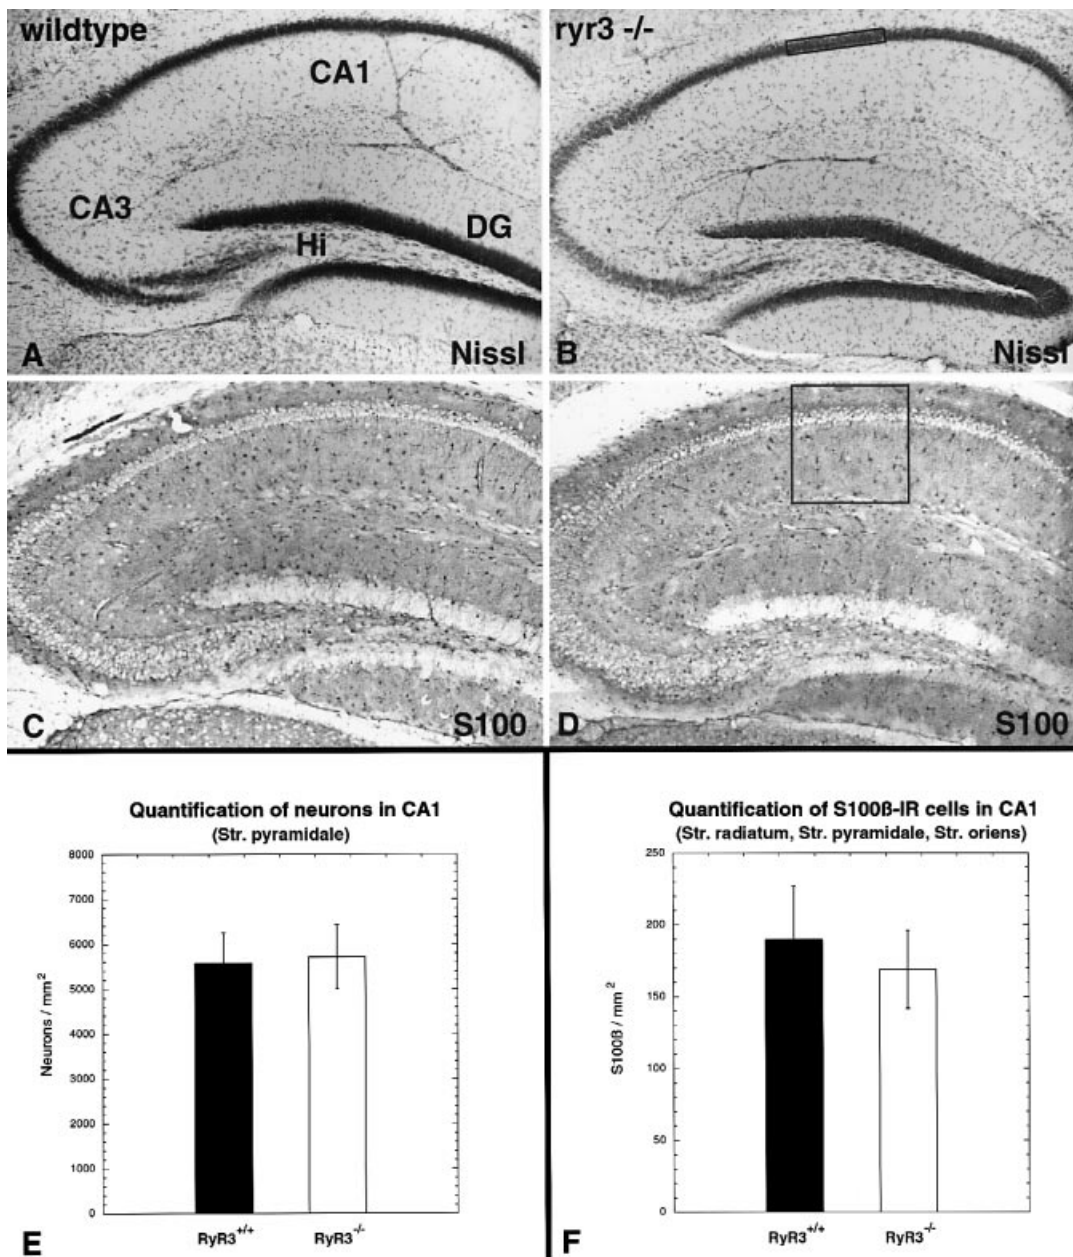 wildtype
CA1
CA3
DG
Hi
A
Nissl
ryr3 -/-
B
Nissl
C
S100
D
S100
Quantification of neurons in CA1
(Str. pyramidale)
8000
7000
6000
5000
4000
3000
2000
1000
0
Neurons / mm²
RyR3+/+
RyR3-/-
E
Quantification of S100ß-IR cells in CA1
(Str. radiatum, Str. pyramidale, Str. oriens)
250
200
150
100
50
0
S100ß / mm²
RyR3+/+
RyR3-/-
F